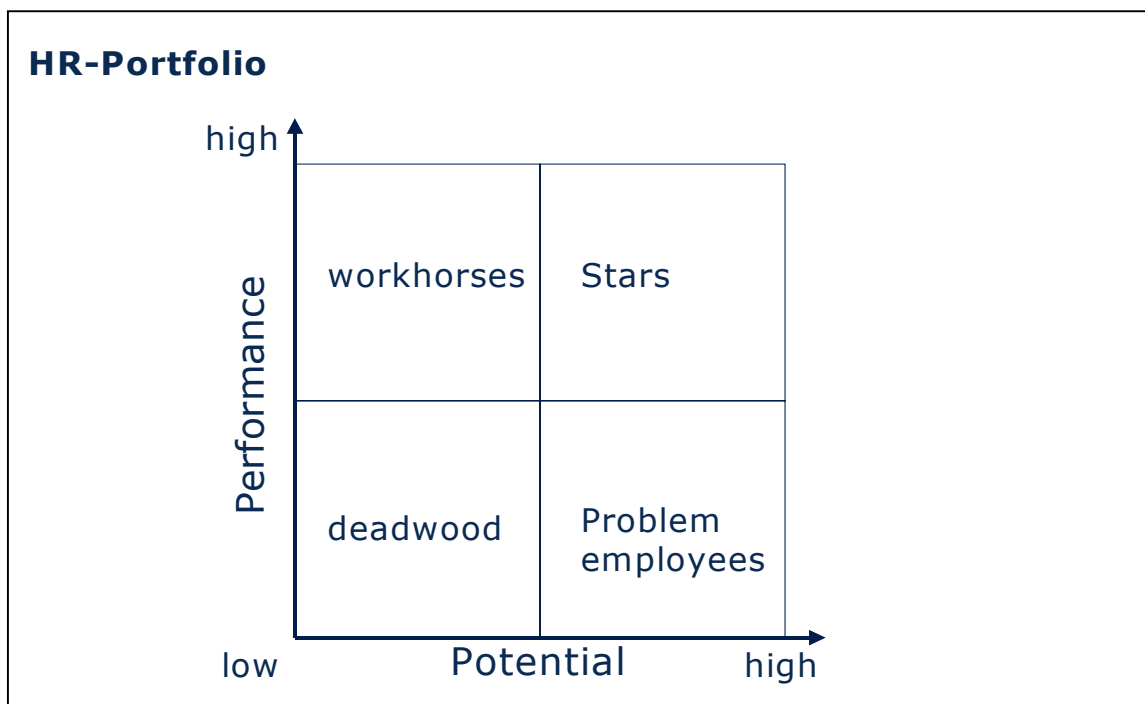 HR-Portfolio
high
Performance
workhorses
Stars
deadwood
Problem
employees
low
Potential
high